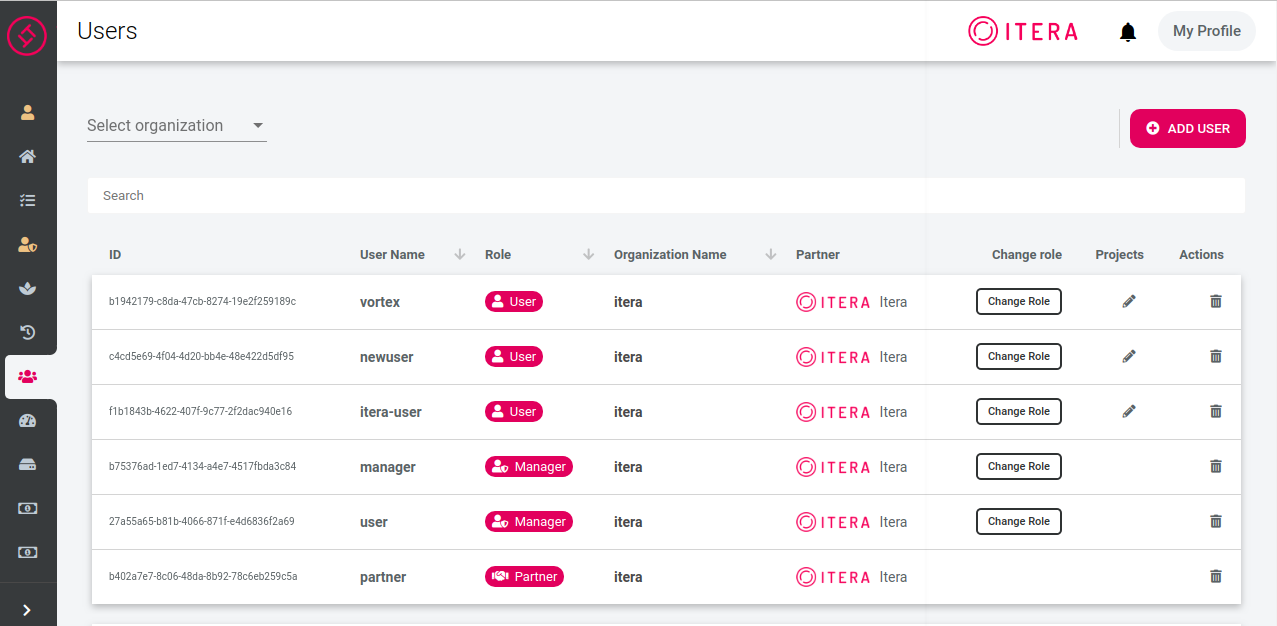 Users
ITERA
My Profile
Select organization
ADD USER
Search
ID User Name Role Organization Name Partner Change role Projects Actions
b1942179-c8da-47cb-8274-19e2f259189c vortex User itera ITERA Itera Change Role
c4cd5e69-4f04-4d20-bb4e-48e422d5df95 newuser User itera ITERA Itera Change Role
f1b1843b-4622-407f-9c77-2f2dac940e16 itera-user User itera ITERA Itera Change Role
b75376ad-1ed7-4134-a4e7-4517fbda3c84 manager Manager itera ITERA Itera Change Role
27a55a65-b81b-4066-871f-e4d6836f2a69 user Manager itera ITERA Itera Change Role
b402a7e7-8c06-48da-8b92-78c6eb259c5a partner Partner itera ITERA Itera